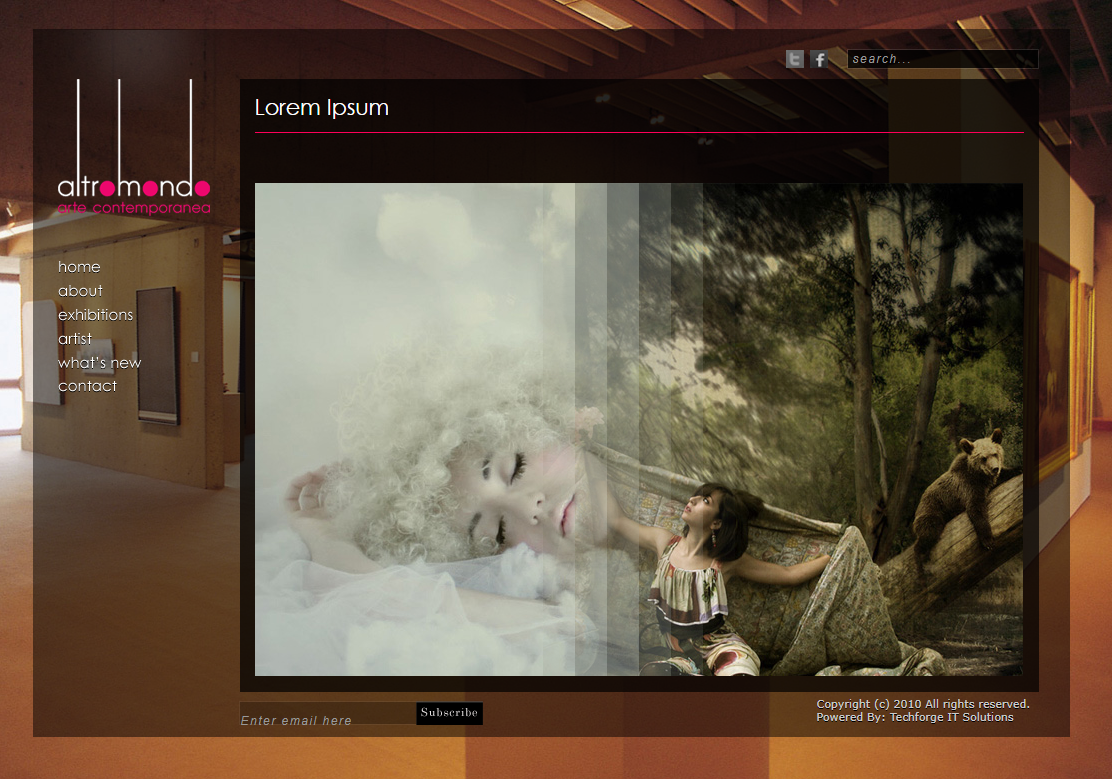 search...
Lorem Ipsum
altromondo
arte contemporanea
home
about
exhibitions
artist
what's new
contact
Enter email here
Subscribe
Copyright (c) 2010 All rights reserved.
Powered By: Techforge IT Solutions